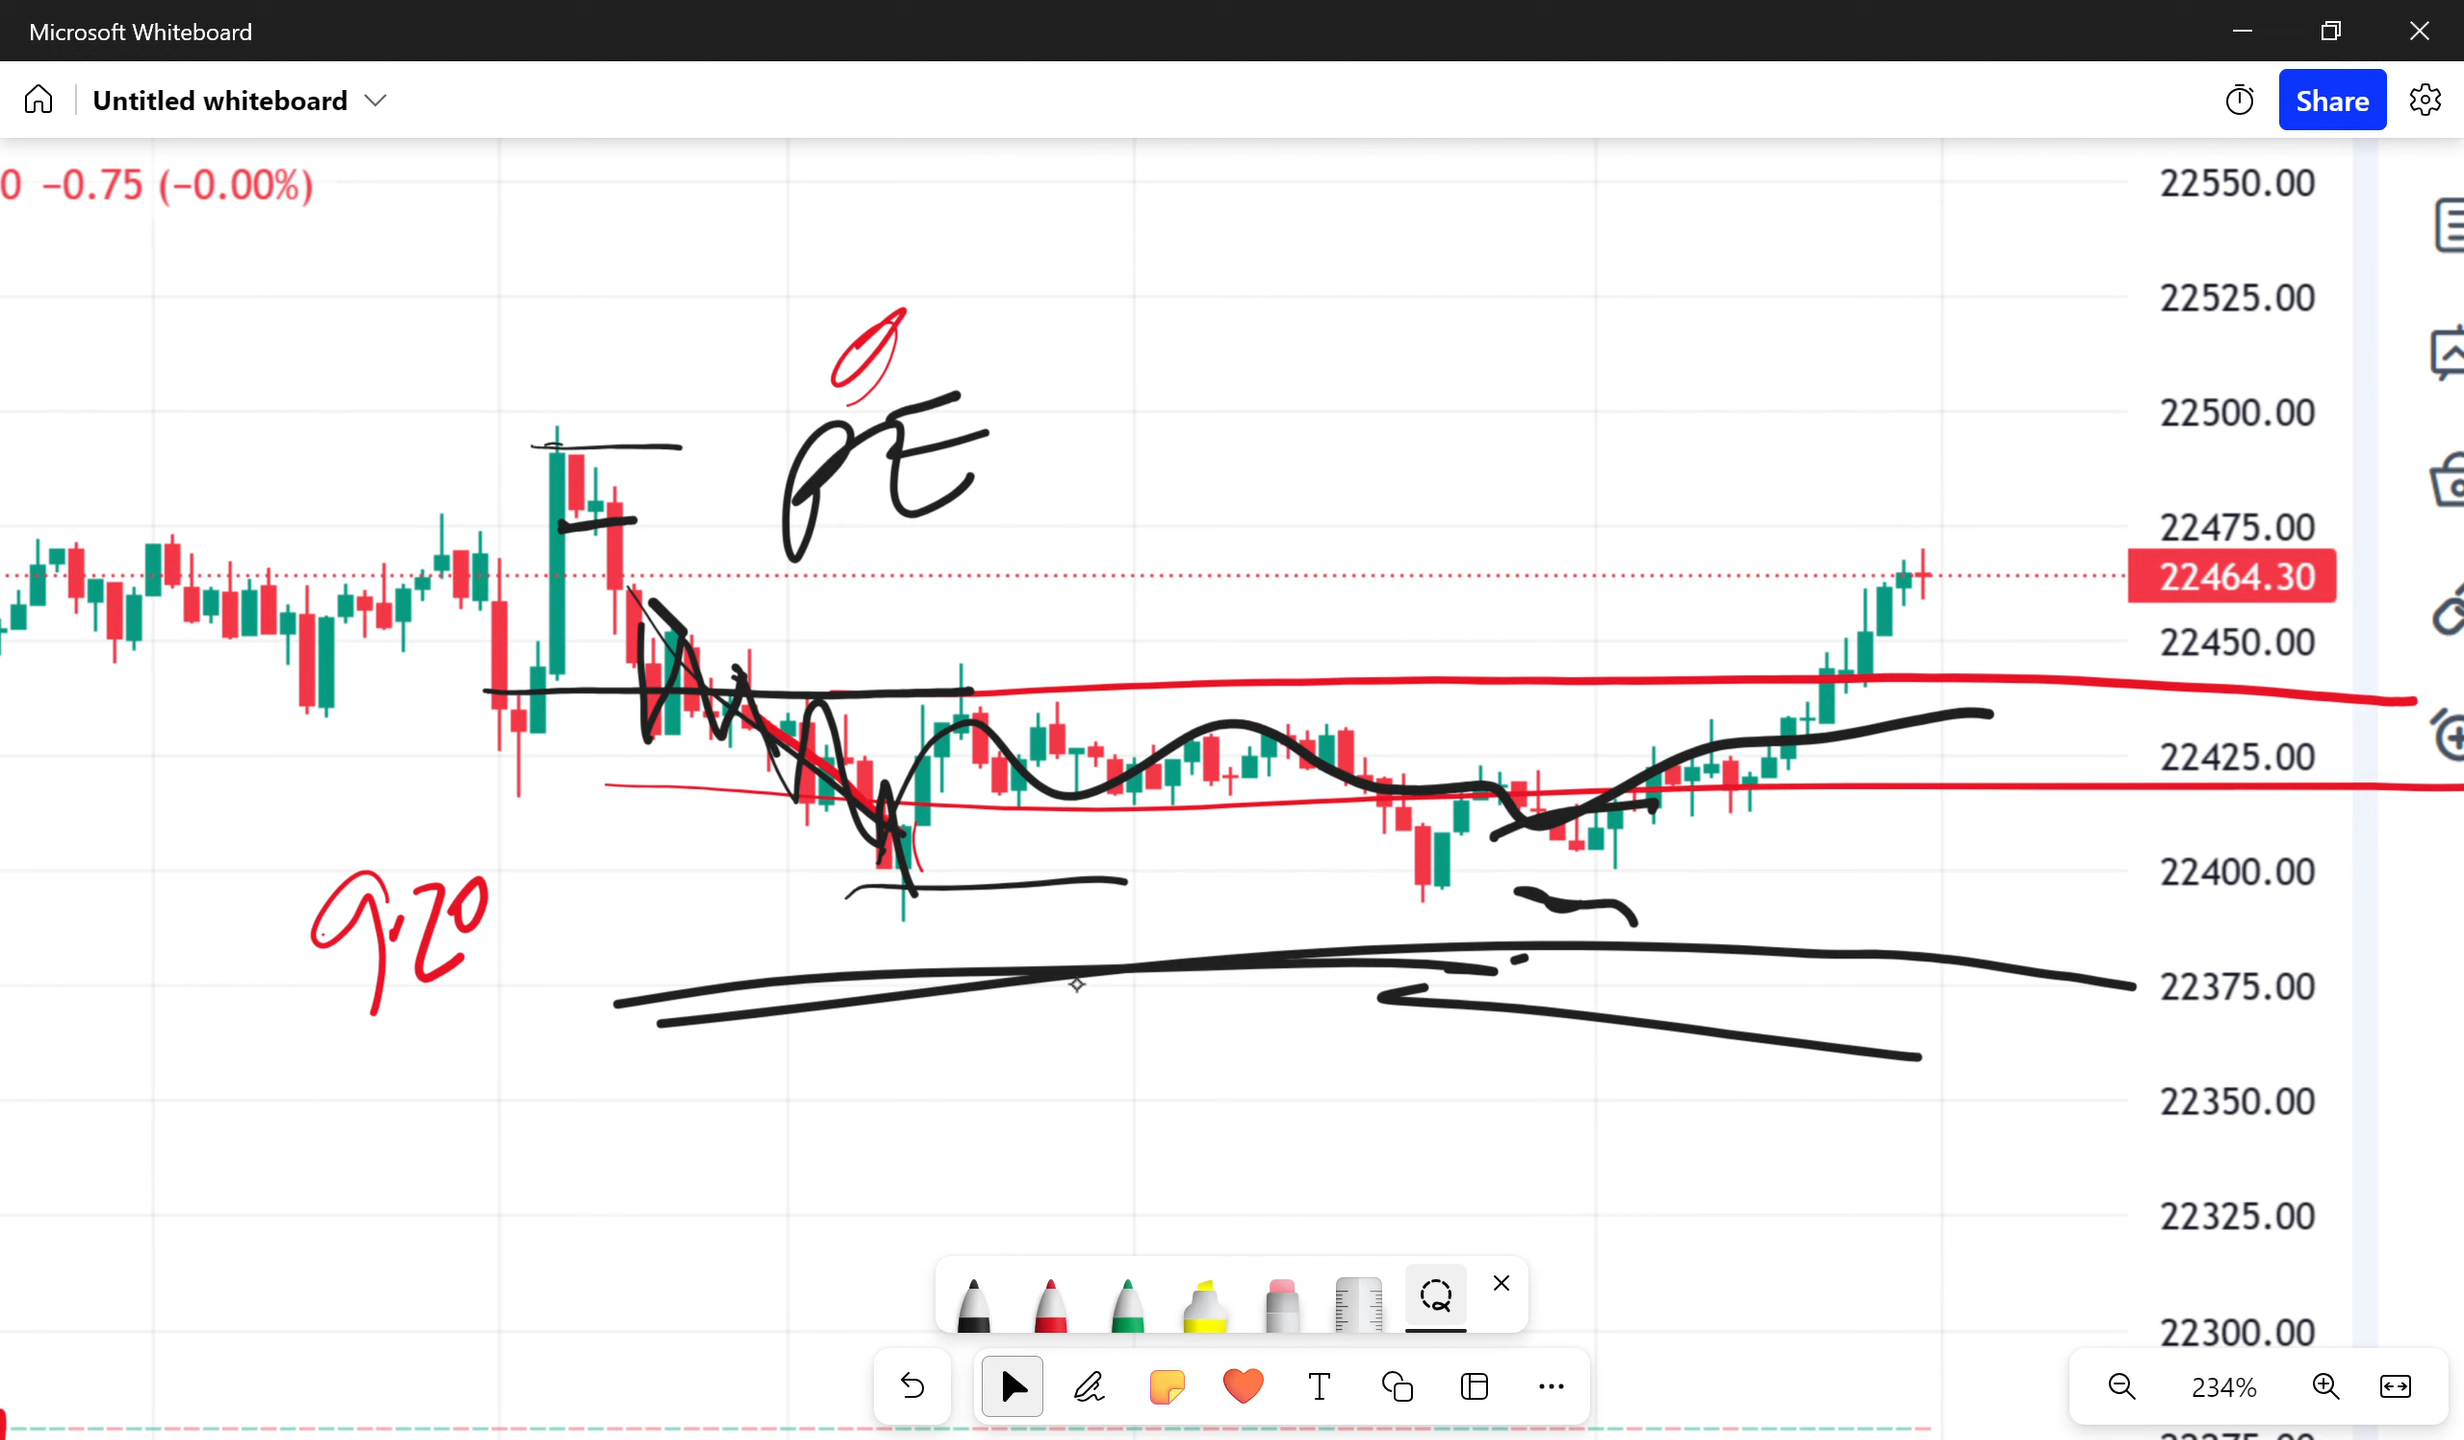 Microsoft Whiteboard
Untitled whiteboard
Share
0 −0.75 (−0.00%)
22550.00
22525.00
22500.00
PE
22475.00
22464.30
22450.00
22425.00
22400.00
9.20
22375.00
22350.00
22325.00
22300.00
T
234%